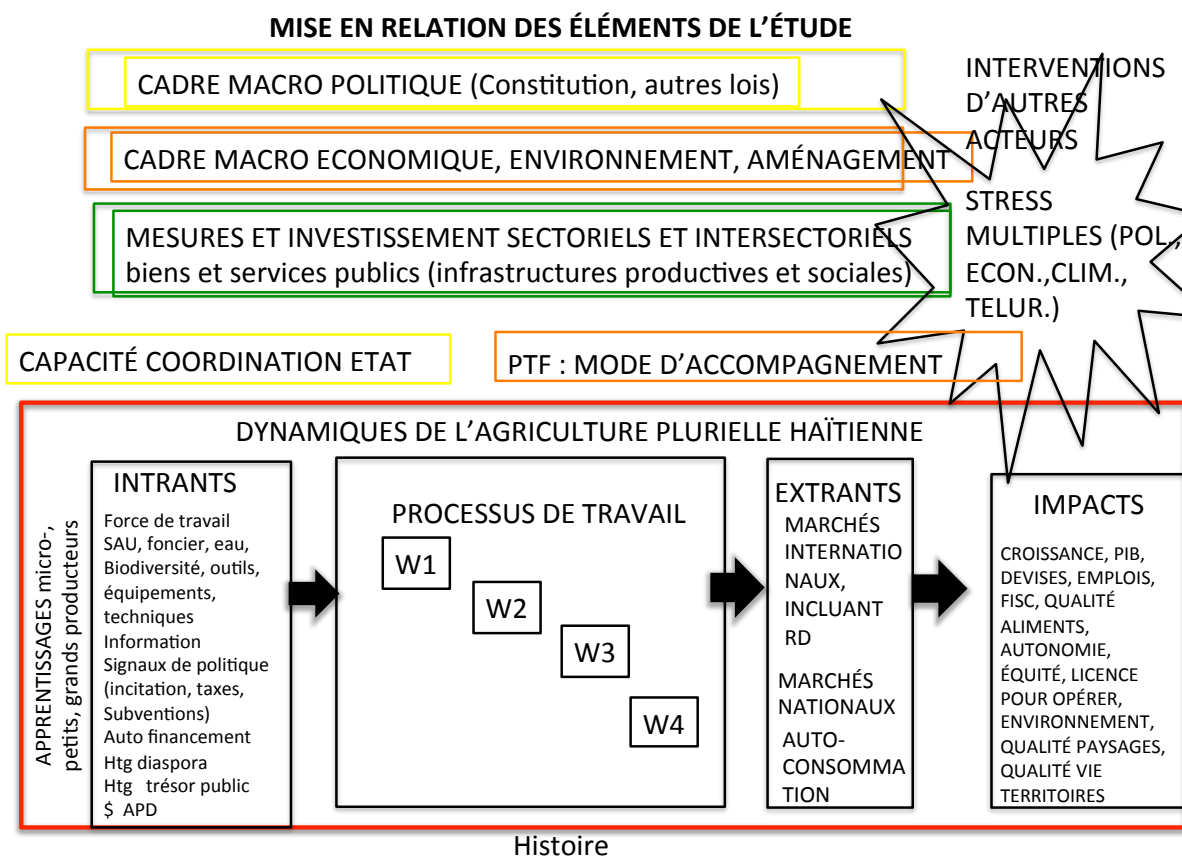 MISE EN RELATION DES ÉLÉMENTS DE L'ÉTUDE
CADRE MACRO POLITIQUE (Constitution, autres lois)
CADRE MACRO ECONOMIQUE, ENVIRONNEMENT, AMÉNAGEMENT
MESURES ET INVESTISSEMENT SECTORIELS ET INTERSECTORIELS
biens et services publics (infrastructures productives et sociales)
INTERVENTIONS
D'AUTRES
ACTEURS
STRESS
MULTIPLES (POL.,
ECON.,CLIM.,
TELUR.)
CAPACITÉ COORDINATION ETAT
PTF : MODE D'ACCOMPAGNEMENT
DYNAMIQUES DE L'AGRICULTURE PLURIELLE HAÏTIENNE
APPRENTISSAGES micro-,
petits, grands producteurs
INTRANTS
Force de travail
SAU, foncier, eau,
Biodiversité, outils,
équipements,
techniques
Information
Signaux de politique
(incitation, taxes,
Subventions)
Auto financement
Htg diaspora
Htg trésor public
$ APD
PROCESSUS DE TRAVAIL
W1
W2
W3
W4
EXTRANTS
MARCHÉS
INTERNATIO
NAUX,
INCLUANT
RD
MARCHÉS
NATIONAUX
AUTO-
CONSOMMA
TION
IMPACTS
CROISSANCE, PIB,
DEVISES, EMPLOIS,
FISC, QUALITÉ
ALIMENTS,
AUTONOMIE,
ÉQUITÉ, LICENCE
POUR OPÉRER,
ENVIRONNEMENT,
QUALITÉ PAYSAGES,
QUALITÉ VIE
TERRITOIRES
Histoire